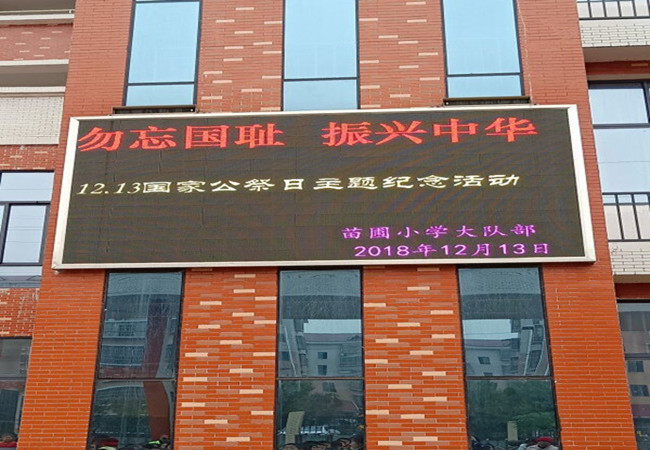 勿忘国耻 振兴中华
12.13国家公祭日主题纪念活动
苗圃小学大队部
2018年12月13日